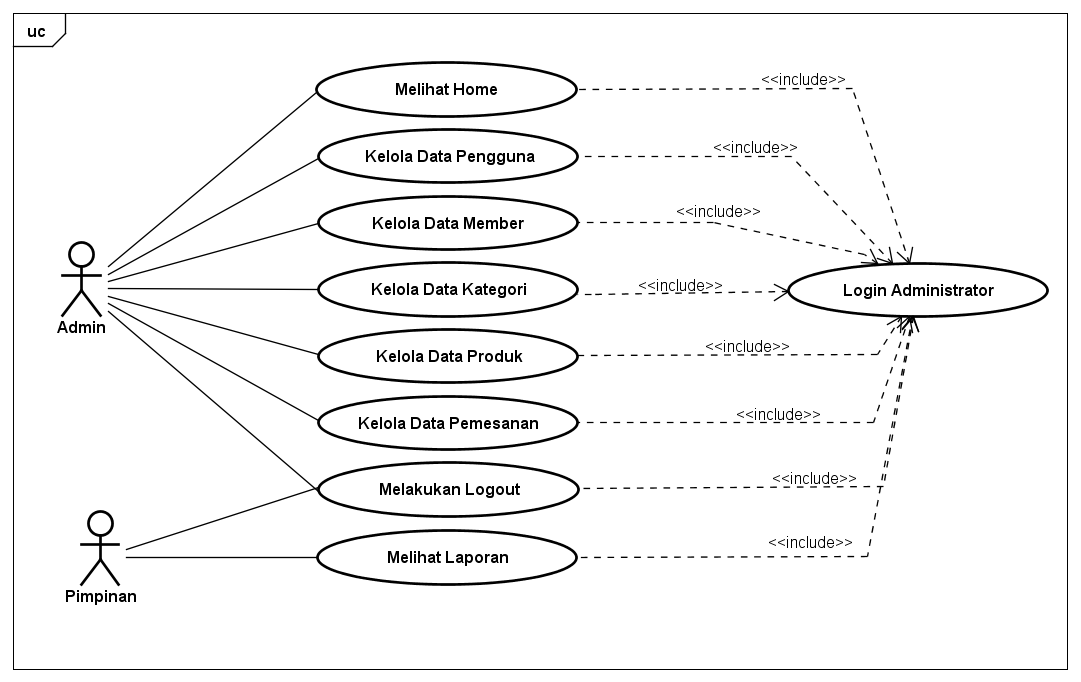 uc
Melihat Home
<<include>>
Kelola Data Pengguna
<<include>>
Kelola Data Member
<<include>>
Kelola Data Kategori
<<include>>
Login Administrator
Admin
Kelola Data Produk
<<include>>
Kelola Data Pemesanan
<<include>>
Melakukan Logout
<<include>>
Melihat Laporan
<<include>>
Pimpinan